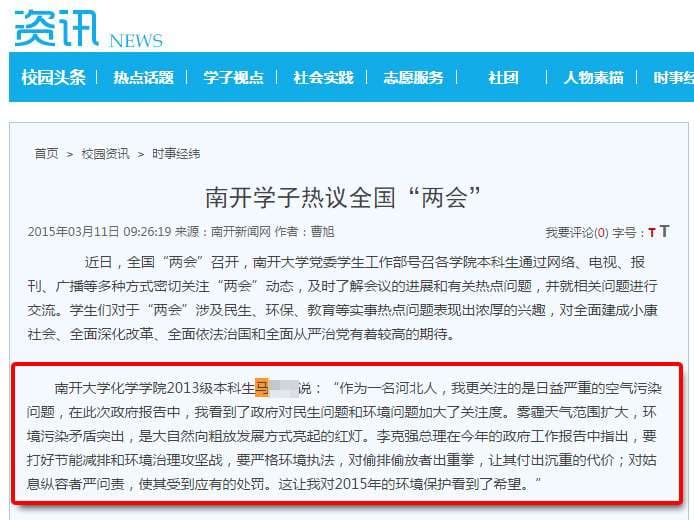 资讯 NEWS
校园头条 热点话题 学子视点 社会实践 志愿服务 社团 人物素描 时事经
首页 > 校园资讯 > 时事经纬
南开学子热议全国“两会”
2015年03月11日 09:26:19 来源：南开新闻网 作者：曹旭 我要评论(0) 字号：T T
近日，全国“两会”召开，南开大学党委学生工作部号召各学院本科生通过网络、电视、报
刊、广播等多种方式密切关注“两会”动态，及时了解会议的进展和有关热点问题，并就相关问题进行
交流。学生们对于“两会”涉及民生、环保、教育等实事热点问题表现出浓厚的兴趣，对全面建成小康
社会、全面深化改革、全面依法治国和全面从严治党有着较高的期待。
南开大学化学学院2013级本科生马 说：“作为一名河北人，我更关注的是日益严重的空气污染
问题，在此次政府报告中，我看到了政府对民生问题和环境问题加大了关注度。雾霾天气范围扩大，环
境污染矛盾突出，是大自然向粗放发展方式亮起的红灯。李克强总理在今年的政府工作报告中指出，要
打好节能减排和环境治理攻坚战，要严格环境执法，对偷排偷放者出重拳，让其付出沉重的代价；对姑
息纵容者严问责，使其受到应有的处罚。这让我对2015年的环境保护看到了希望。”